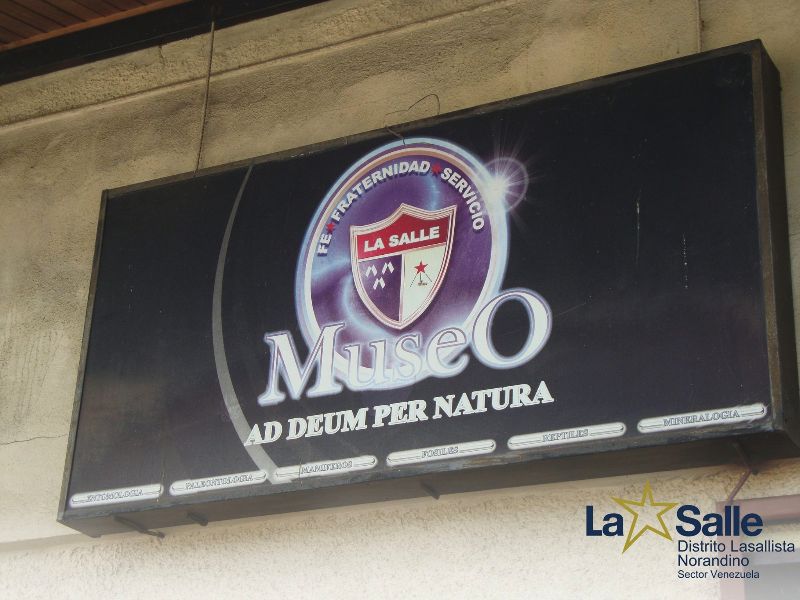 FE ★ FRATERNIDAD ★ SERVICIO
LA SALLE
MuseO
AD DEUM PER NATURA
ENTOMOLOGIA PALEONTOLOGIA MAMIFEROS FOSILES REPTILES MINERALOGIA
La Salle
Distrito Lasallista
Norandino
Sector Venezuela